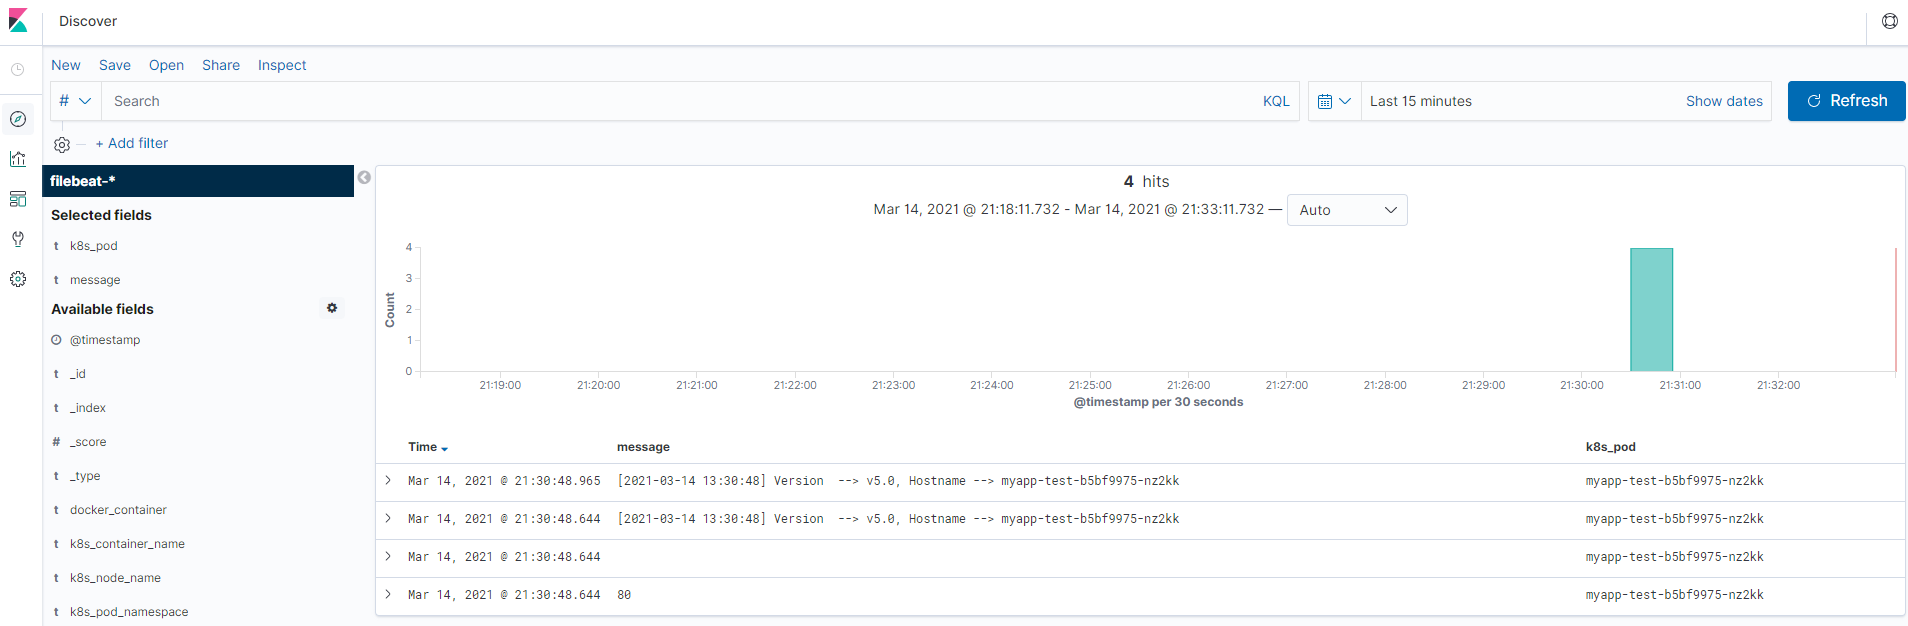 Discover
New Save Open Share Inspect
# Search KQL Last 15 minutes Show dates Refresh
+ Add filter
filebeat-*
Selected fields
t k8s_pod
t message
Available fields
@timestamp
t _id
t _index
# _score
t _type
t docker_container
t k8s_container_name
t k8s_node_name
t k8s_pod_namespace
4 hits
Mar 14, 2021 @ 21:18:11.732 - Mar 14, 2021 @ 21:33:11.732 — Auto
Count
4
3
2
1
0
21:19:00 21:20:00 21:21:00 21:22:00 21:23:00 21:24:00 21:25:00 21:26:00 21:27:00 21:28:00 21:29:00 21:30:00 21:31:00 21:32:00
@timestamp per 30 seconds
Time message k8s_pod
Mar 14, 2021 @ 21:30:48.965 [2021-03-14 13:30:48] Version --> v5.0, Hostname --> myapp-test-b5bf9975-nz2kk myapp-test-b5bf9975-nz2kk
Mar 14, 2021 @ 21:30:48.644 [2021-03-14 13:30:48] Version --> v5.0, Hostname --> myapp-test-b5bf9975-nz2kk myapp-test-b5bf9975-nz2kk
Mar 14, 2021 @ 21:30:48.644 myapp-test-b5bf9975-nz2kk
Mar 14, 2021 @ 21:30:48.644 80 myapp-test-b5bf9975-nz2kk